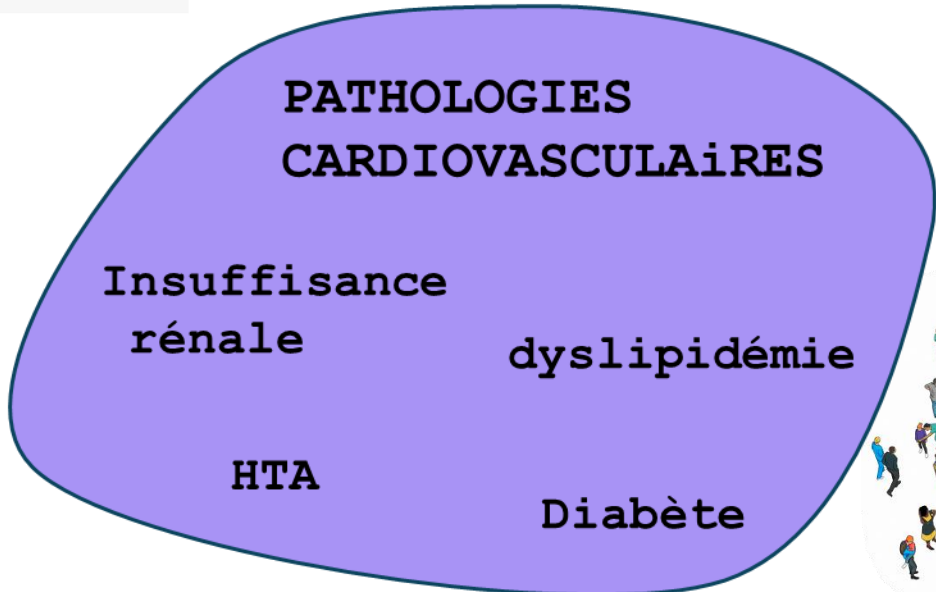 PATHOLOGIES
CARDIOVASCULAiRES
Insuffisance
rénale
dyslipidémie
HTA
Diabète